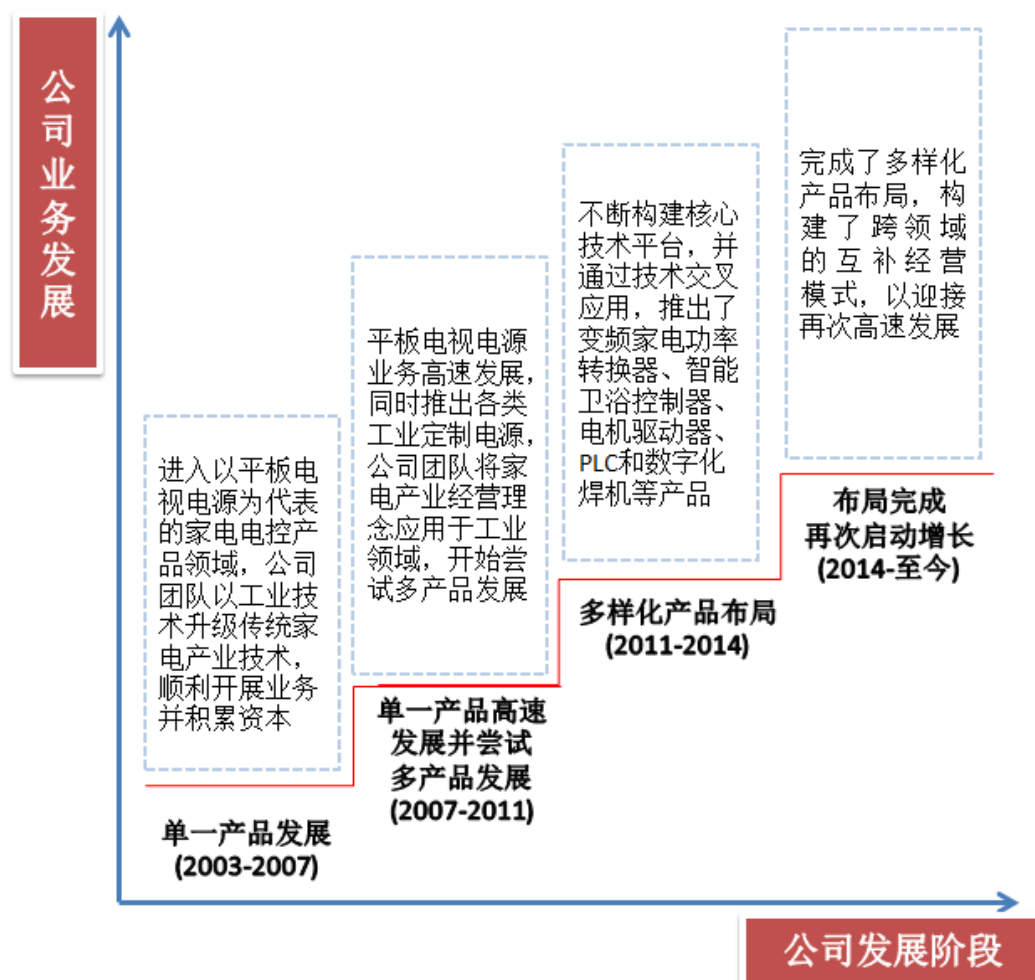 公司业务发展
进入以平板电
视电源为代表
的家电电控产
品领域，公司
团队以工业技
术升级传统家
电产业技术，
顺利开展业务
并积累资本
单一产品发展
(2003-2007)
平板电视电源
业务高速发展，
同时推出各类
工业定制电源，
公司团队将家
电产业经营理
念应用于工业
领域，开始尝
试多产品发展
单一产品高速
发展并尝试
多产品发展
(2007-2011)
不断构建核心
技术平台，并
通过技术交叉
应用，推出了
变频家电功率
转换器、智能
卫浴控制器、
电机驱动器、
PLC和数字化
焊机等产品
多样化产品布局
(2011-2014)
完成了多样化
产品布局，构
建了跨领域
的互补经营
模式，以迎接
再次高速发展
布局完成
再次启动增长
(2014-至今)
公司发展阶段